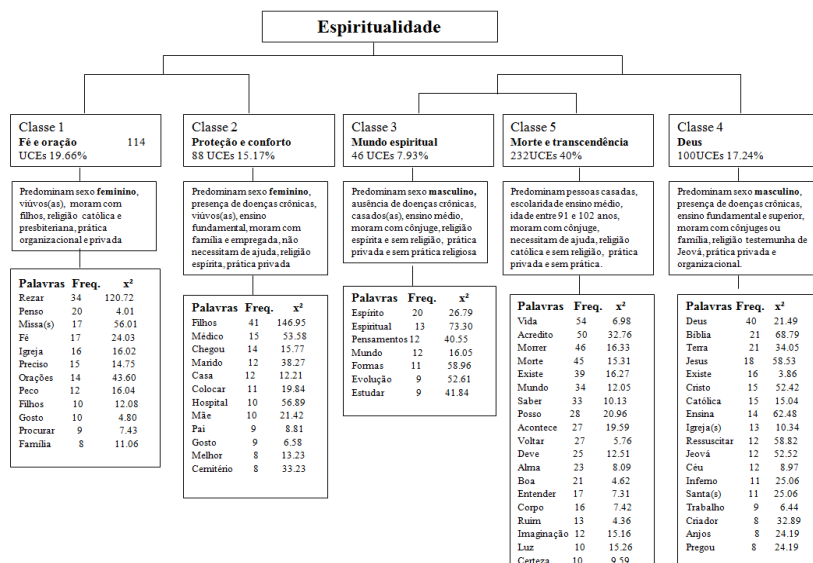 Espiritualidade
Classe 1
Fé e oração 114
UCEs 19.66%
Predominam sexo feminino,
viúvos(as), moram com
filhos, religião católica e
presbiteriana, prática
organizacional e privada
Palavras Freq. x²
Rezar 34 120.72
Penso 20 4.01
Missa(s) 17 56.01
Fé 17 24.03
Igreja 16 16.02
Preciso 15 14.75
Orações 14 43.60
Peco 12 16.04
Filhos 10 12.08
Gosto 10 4.80
Procurar 9 7.43
Família 8 11.06
Classe 2
Proteção e conforto
88 UCEs 15.17%
Predominam sexo feminino,
presença de doenças crônicas,
viúvos(as), ensino
fundamental, moram com
família e empregada, não
necessitam de ajuda, religião
espírita, prática privada
Palavras Freq. x²
Filhos 41 146.95
Médico 15 53.58
Chegou 14 15.77
Marido 12 38.27
Casa 12 12.21
Colocar 11 19.84
Hospital 10 56.89
Mãe 10 21.42
Pai 9 8.81
Gosto 9 6.58
Melhor 8 13.23
Cemitério 8 33.23
Classe 3
Mundo espiritual
46 UCEs 7.93%
Predominam sexo masculino,
ausência de doenças crônicas,
casados(as), ensino médio,
moram com cônjuge, religião
espírita e sem religião, prática
privada e sem prática religiosa
Palavras Freq. x²
Espírito 20 26.79
Espiritual 13 73.30
Pensamentos 12 40.55
Mundo 12 16.05
Formas 11 58.96
Evolução 9 52.61
Estudar 9 41.84
Classe 5
Morte e transcendência
232UCEs 40%
Predominam pessoas casadas,
escolaridade ensino médio,
idade entre 91 e 102 anos,
moram com cônjuge,
necessitam de ajuda, religião
católica e sem religião, prática
privada e sem prática.
Palavras Freq. x²
Vida 54 6.98
Acredito 50 32.76
Morrer 46 16.33
Morte 45 15.31
Existe 39 16.27
Mundo 34 12.05
Saber 33 10.13
Posso 28 20.96
Acontece 27 19.59
Voltar 27 5.76
Deve 25 12.51
Alma 23 8.09
Boa 21 4.62
Entender 17 7.31
Corpo 16 7.42
Ruim 13 4.36
Imaginação 12 15.16
Luz 10 15.26
Certeza 10 9.59
Classe 4
Deus
100UCEs 17.24%
Predominam sexo masculino,
presença de doenças crônicas,
ensino fundamental e superior,
moram com cônjuges ou
família, religião testemunha de
Jeová, prática privada e
organizacional.
Palavras Freq. x²
Deus 40 21.49
Bíblia 21 68.79
Terra 21 34.05
Jesus 18 58.53
Existe 16 3.86
Cristo 15 52.42
Católica 15 15.04
Ensina 14 62.48
Igreja(s) 13 10.34
Ressuscitar 12 58.82
Jeová 12 52.52
Céu 12 8.97
Inferno 11 25.06
Santa(s) 11 25.06
Trabalho 9 6.44
Criador 8 32.89
Anjos 8 24.19
Pregou 8 24.19